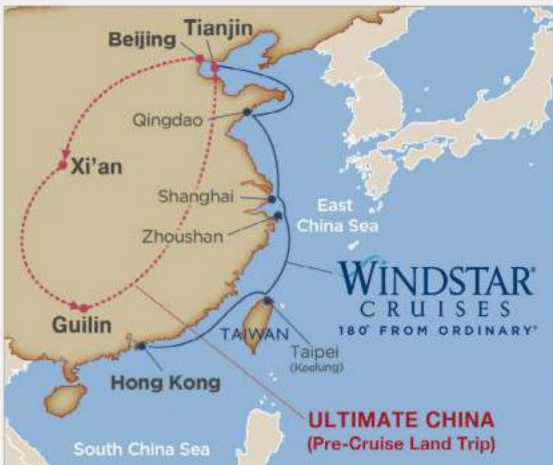 Tianjin
Beijing
Qingdao
Xi'an
Shanghai
East
China Sea
Zhoushan
WINDSTAR®
CRUISES
180° FROM ORDINARY®
Guilin
TAIWAN
Taipei
(Keelung)
Hong Kong
ULTIMATE CHINA
(Pre-Cruise Land Trip)
South China Sea